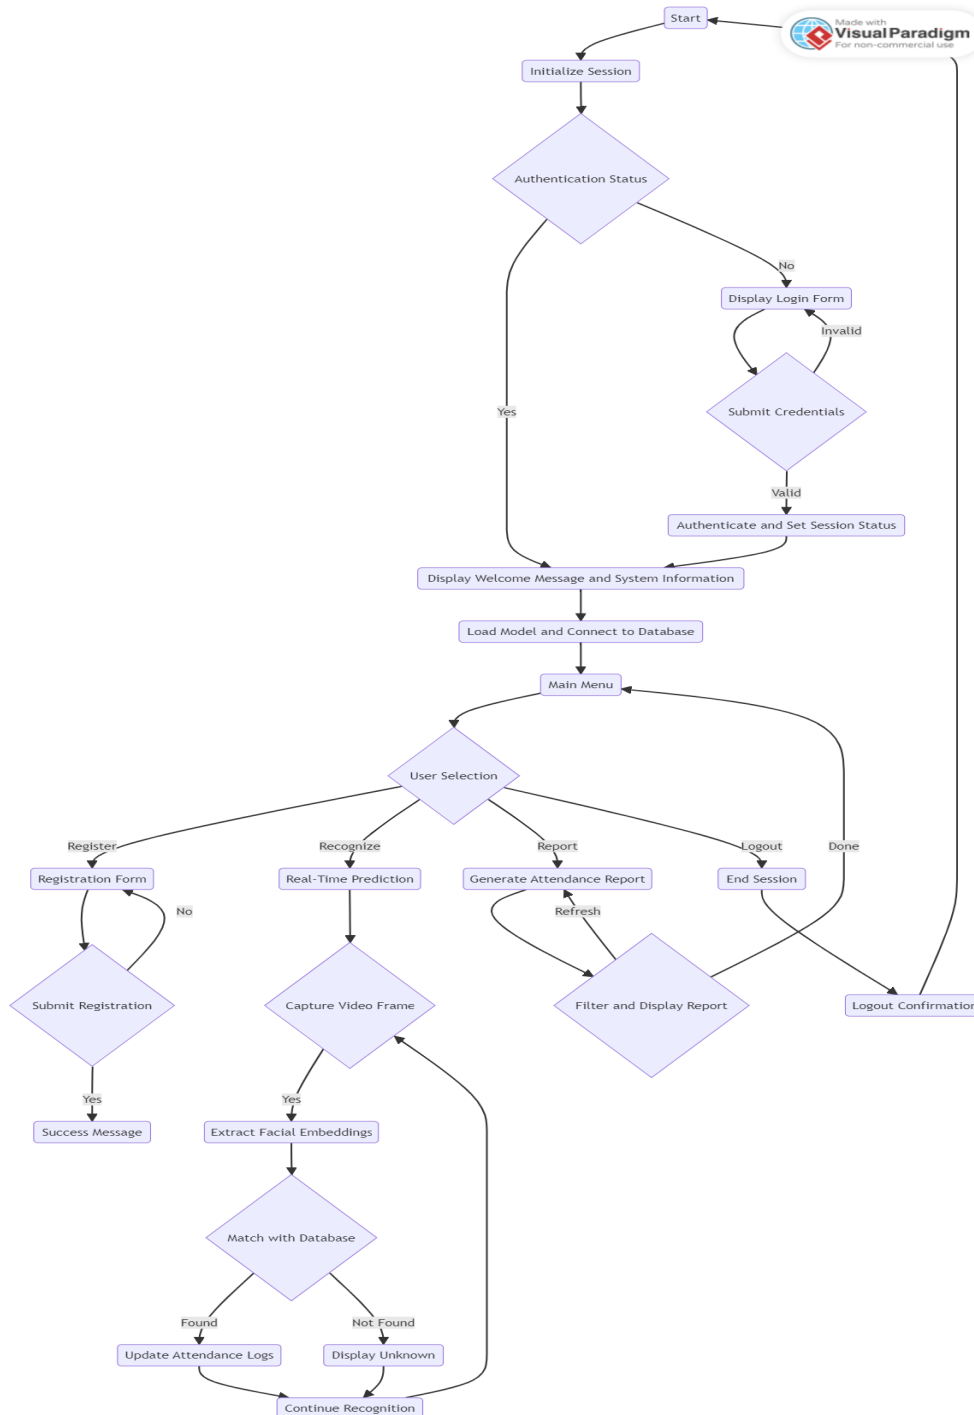 Start
Made with
Visual Paradigm
For non-commercial use
Initialize Session
Authentication Status
No
Display Login Form
Invalid
Yes
Submit Credentials
Valid
Authenticate and Set Session Status
Display Welcome Message and System Information
Load Model and Connect to Database
Main Menu
User Selection
Register
Recognize
Report
Logout
Done
Registration Form
Real-Time Prediction
Generate Attendance Report
End Session
No
Refresh
Submit Registration
Capture Video Frame
Filter and Display Report
Logout Confirmation
Yes
Yes
Success Message
Extract Facial Embeddings
Match with Database
Found
Not Found
Update Attendance Logs
Display Unknown
Continue Recognition